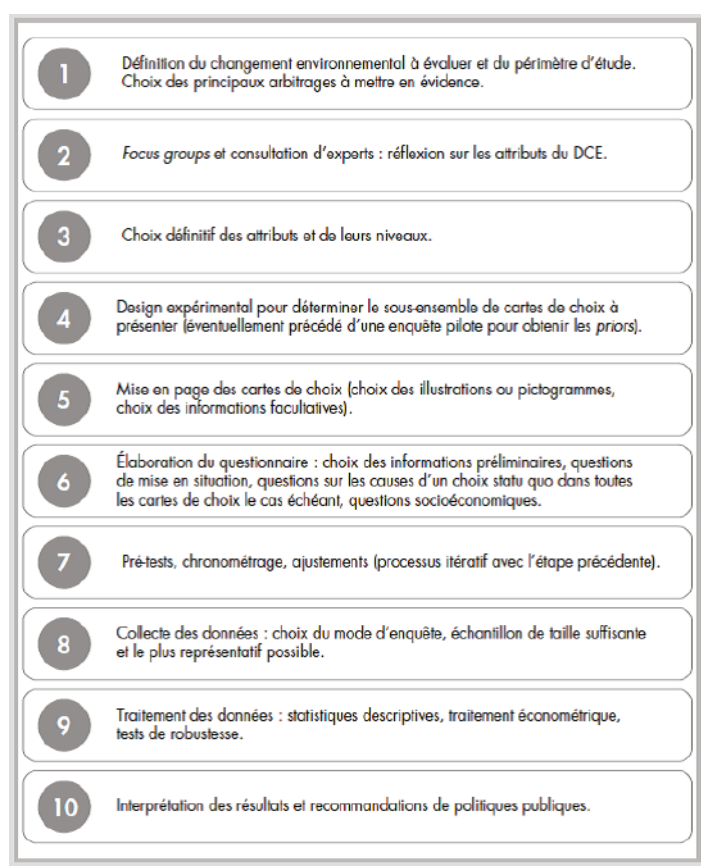 1
Définition du changement environnemental à évaluer et du périmètre d'étude.
Choix des principaux arbitrages à mettre en évidence.
2
Focus groups et consultation d'experts : réflexion sur les attributs du DCE.
3
Choix définitif des attributs et de leurs niveaux.
4
Design expérimental pour déterminer le sous-ensemble de cartes de choix à
présenter (éventuellement précédé d'une enquête pilote pour obtenir les priors).
5
Mise en page des cartes de choix (choix des illustrations ou pictogrammes,
choix des informations facultatives).
6
Élaboration du questionnaire : choix des informations préliminaires, questions
de mise en situation, questions sur les causes d'un choix statu quo dans toutes
les cartes de choix le cas échéant, questions socioéconomiques.
7
Pré-tests, chronométrage, ajustements (processus itératif avec l'étape précédente).
8
Collecte des données : choix du mode d'enquête, échantillon de taille suffisante
et le plus représentatif possible.
9
Traitement des données : statistiques descriptives, traitement économétrique,
tests de robustesse.
10
Interprétation des résultats et recommandations de politiques publiques.